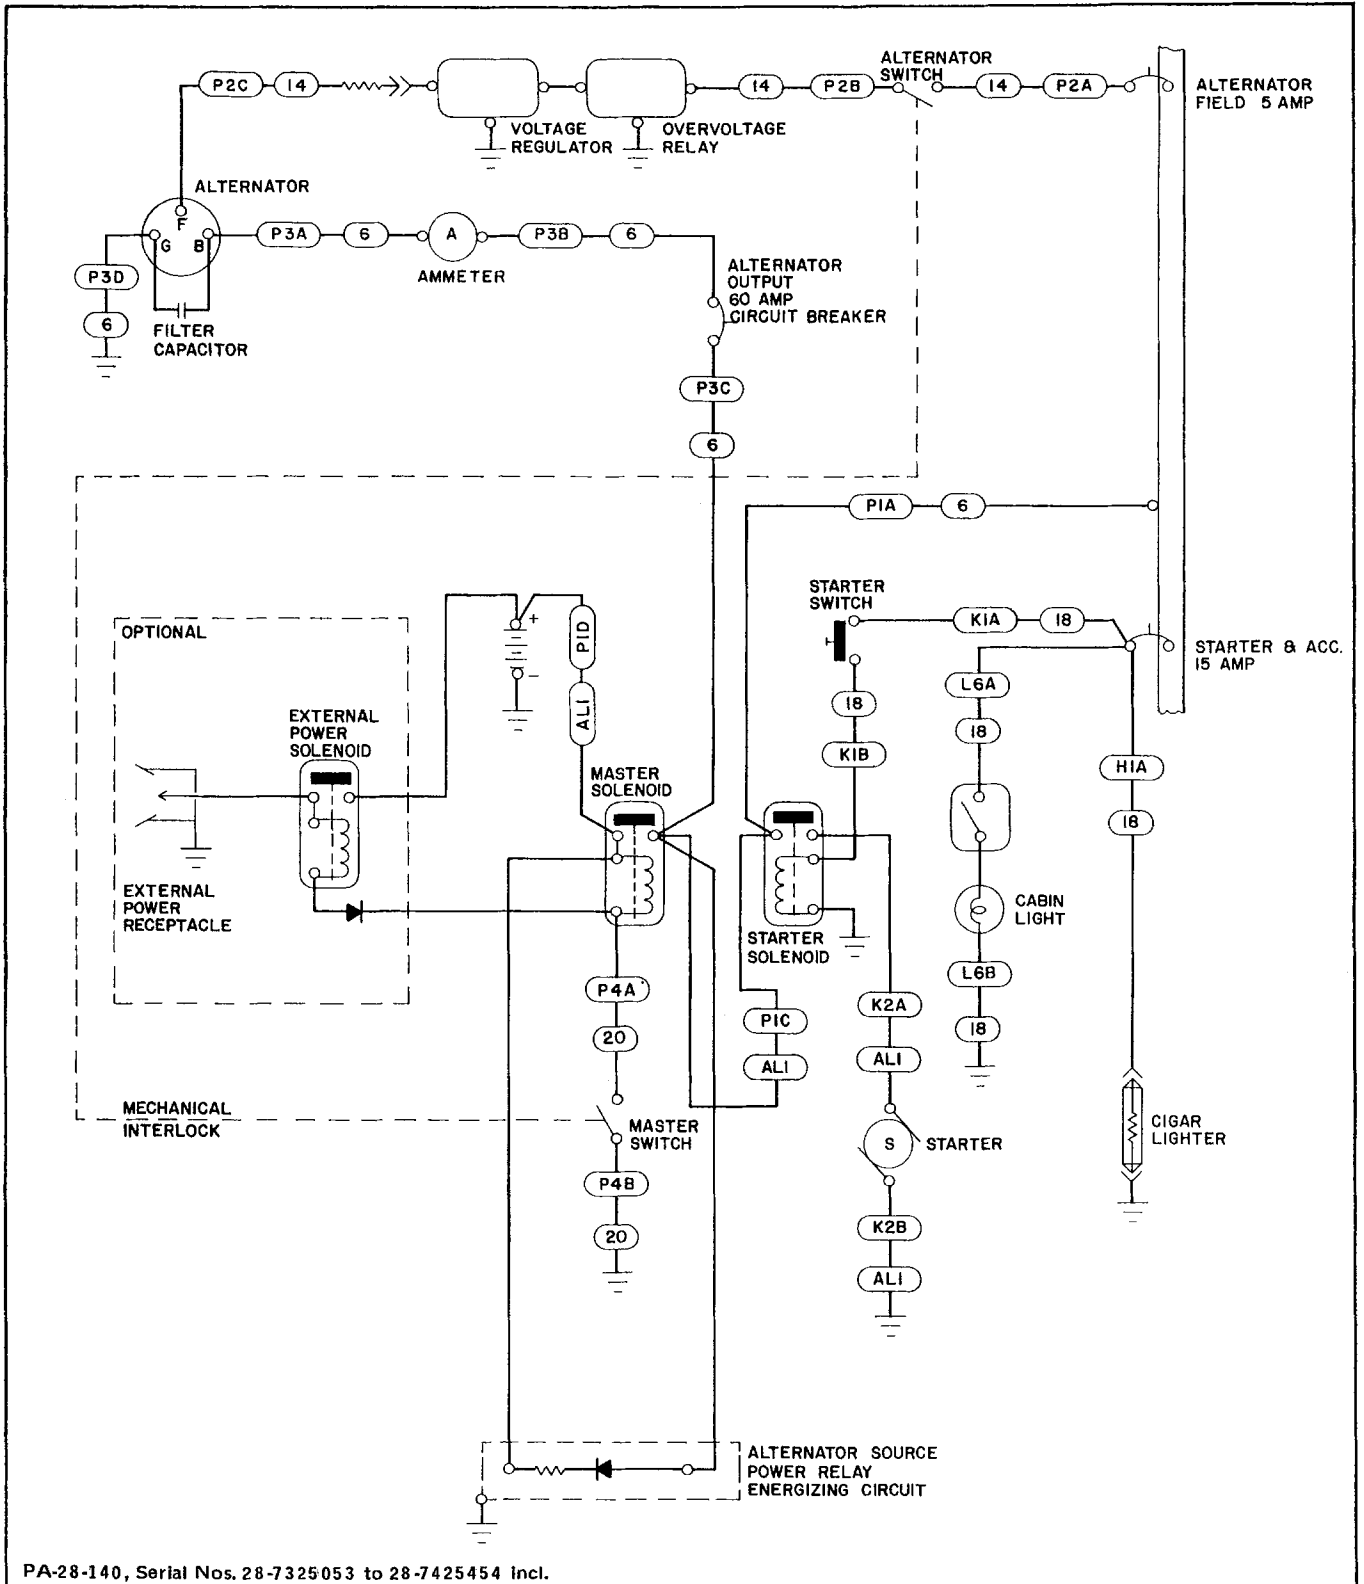 ALTERNATOR
SWITCH
P2C 14 14 P2B 14 P2A
ALTERNATOR
FIELD 5 AMP
VOLTAGE
REGULATOR
OVERVOLTAGE
RELAY
ALTERNATOR
F
G B
P3A 6 A P3B 6
AMMETER
P3D
6
FILTER
CAPACITOR
ALTERNATOR
OUTPUT
60 AMP
CIRCUIT BREAKER
P3C
6
P1A 6
STARTER
SWITCH
K1A 18
STARTER & ACC.
15 AMP
OPTIONAL
+
-
P1D
AL1
L6A
18
18
K1B
H1A
18
EXTERNAL
POWER
SOLENOID
MASTER
SOLENOID
EXTERNAL
POWER
RECEPTACLE
STARTER
SOLENOID
CABIN
LIGHT
L6B
18
P4A
20
P1C
AL1
K2A
AL1
MECHANICAL
INTERLOCK
MASTER
SWITCH
S STARTER
CIGAR
LIGHTER
P4B
20
K2B
AL1
ALTERNATOR SOURCE
POWER RELAY
ENERGIZING CIRCUIT
PA-28-140, Serial Nos. 28-7325053 to 28-7425454 incl.